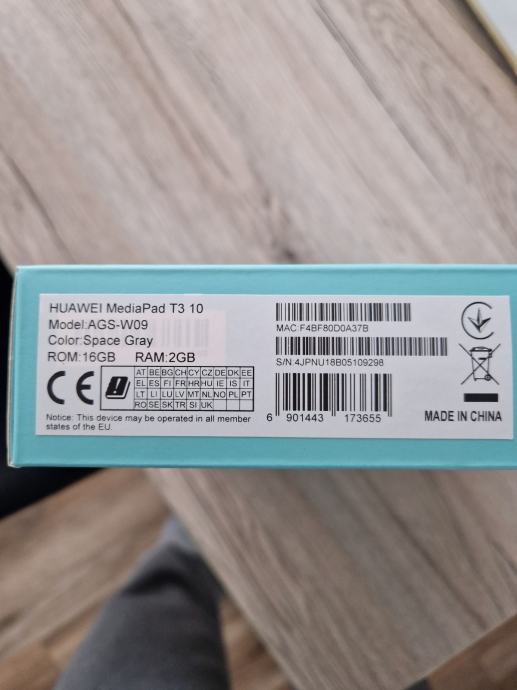 HUAWEI MediaPad T3 10
Model:AGS-W09
Color:Space Gray
ROM:16GB RAM:2GB
CE
AT BE BG CH CY CZ DE DK EE
EL ES FI FR HR HU IE IS IT
LT LI LU LV MT NL NO PL PT
RO SE SK TR SI UK
Notice: This device may be operated in all member
states of the EU.
MAC:F4BF80D0A37B
S/N:4JPNU18B05109298
6 901443 173655
MADE IN CHINA